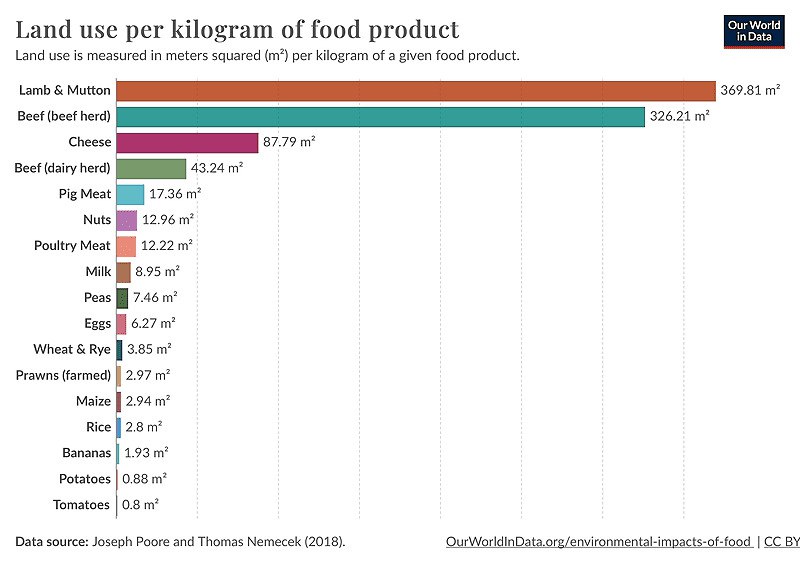 Land use per kilogram of food product
Our World
in Data
Land use is measured in meters squared (m²) per kilogram of a given food product.
Lamb & Mutton 369.81 m²
Beef (beef herd) 326.21 m²
Cheese 87.79 m²
Beef (dairy herd) 43.24 m²
Pig Meat 17.36 m²
Nuts 12.96 m²
Poultry Meat 12.22 m²
Milk 8.95 m²
Peas 7.46 m²
Eggs 6.27 m²
Wheat & Rye 3.85 m²
Prawns (farmed) 2.97 m²
Maize 2.94 m²
Rice 2.8 m²
Bananas 1.93 m²
Potatoes 0.88 m²
Tomatoes 0.8 m²
Data source: Joseph Poore and Thomas Nemecek (2018). OurWorldInData.org/environmental-impacts-of-food | CC BY